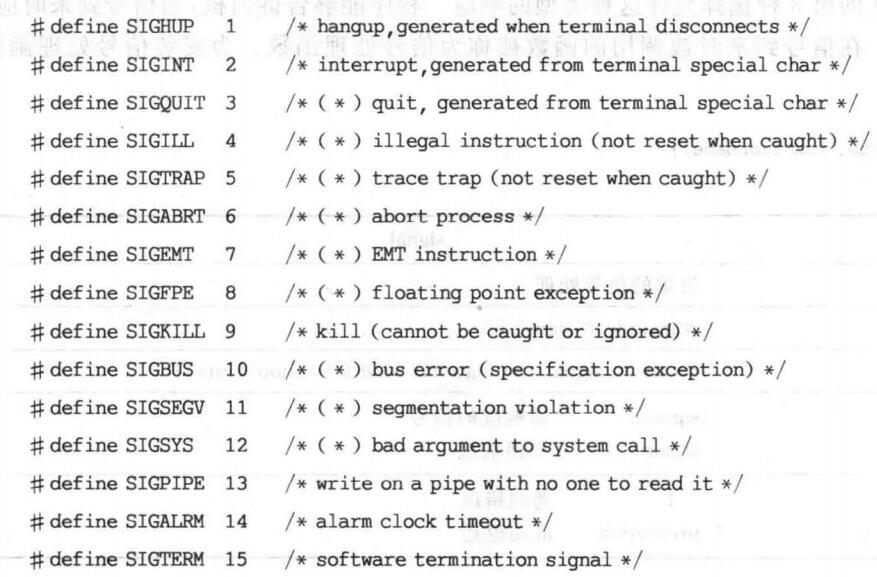 #define SIGHUP 1 /* hangup,generated when terminal disconnects */
#define SIGINT 2 /* interrupt,generated from terminal special char */
#define SIGQUIT 3 /* (*) quit, generated from terminal special char */
#define SIGILL 4 /* (*) illegal instruction (not reset when caught) */
#define SIGTRAP 5 /* (*) trace trap (not reset when caught) */
#define SIGABRT 6 /* (*) abort process */
#define SIGEMT 7 /* (*) EMT instruction */
#define SIGFPE 8 /* (*) floating point exception */
#define SIGKILL 9 /* kill (cannot be caught or ignored) */
#define SIGBUS 10 /* (*) bus error (specification exception) */
#define SIGSEGV 11 /* (*) segmentation violation */
#define SIGSYS 12 /* (*) bad argument to system call */
#define SIGPIPE 13 /* write on a pipe with no one to read it */
#define SIGALRM 14 /* alarm clock timeout */
#define SIGTERM 15 /* software termination signal */